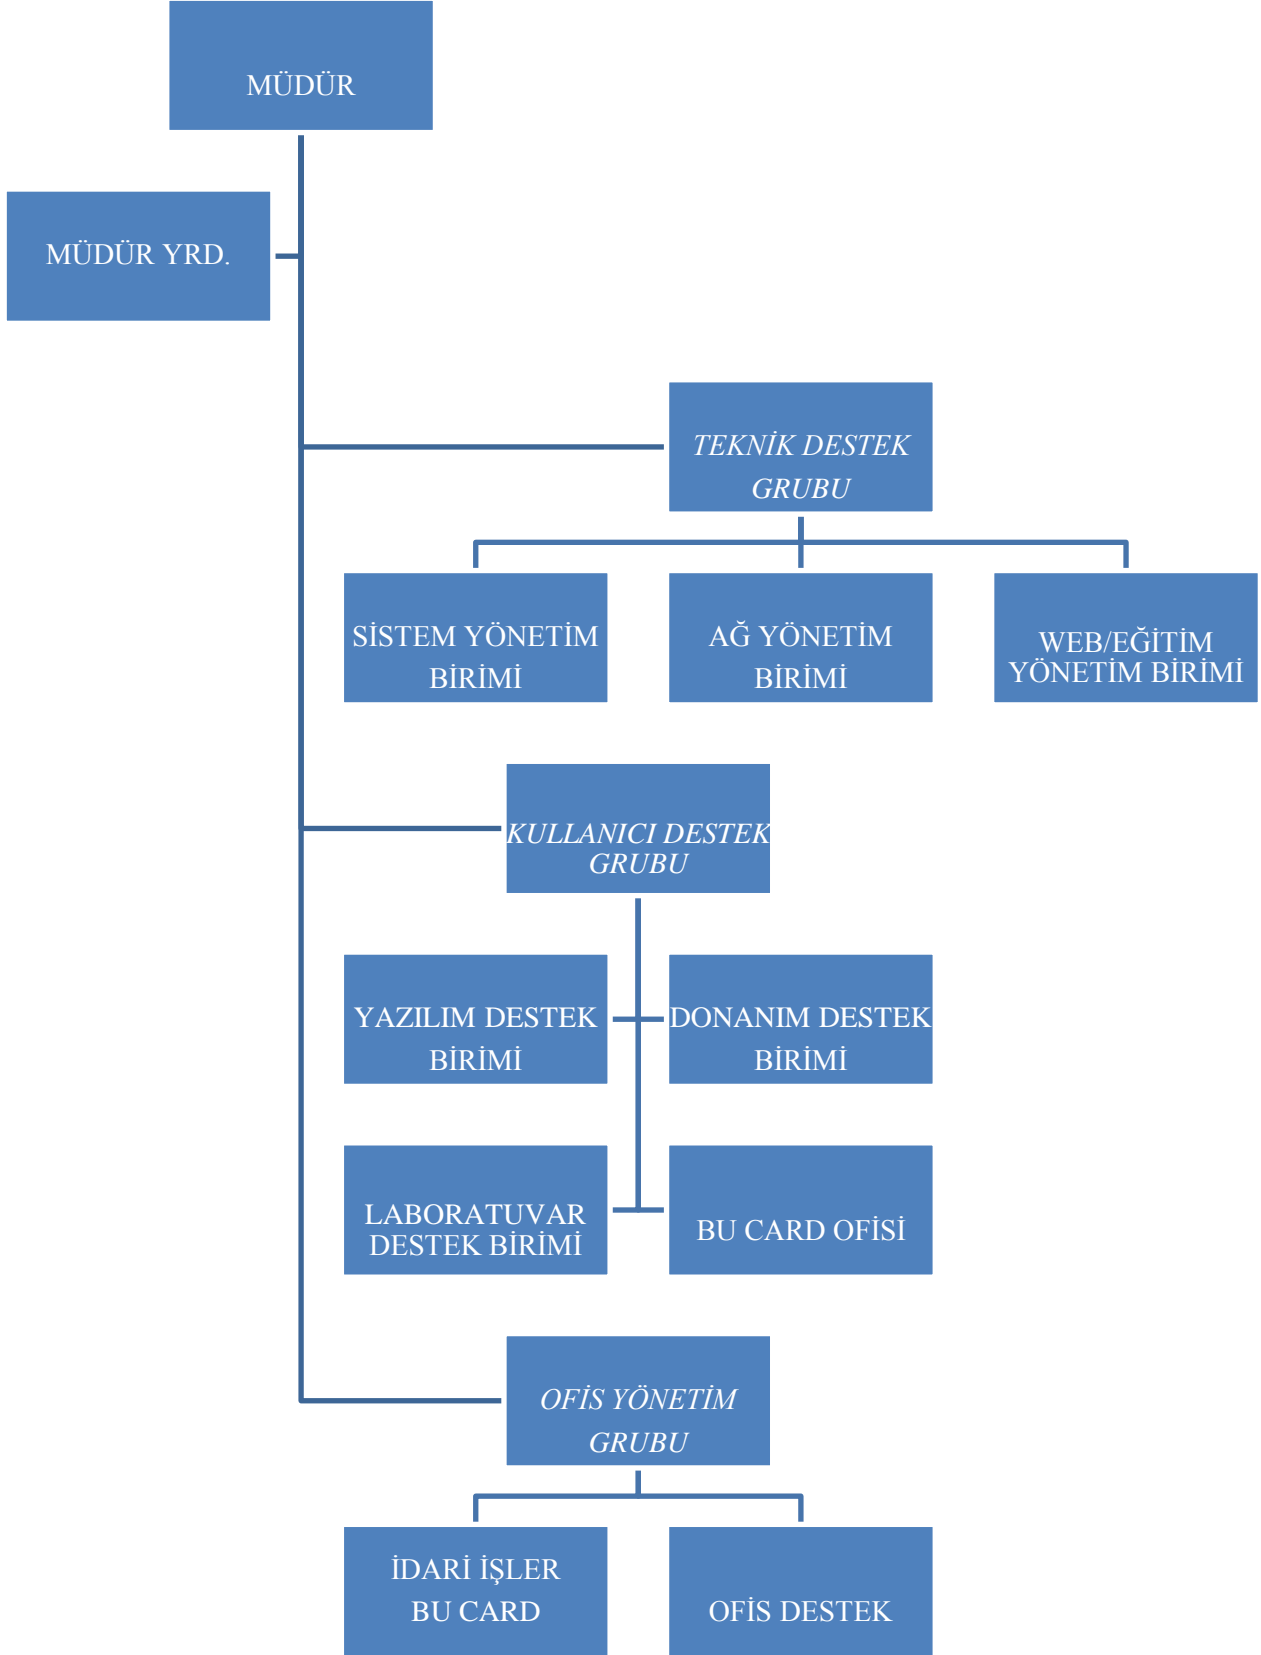 MÜDÜR
MÜDÜR YRD.
TEKNİK DESTEK
GRUBU
SİSTEM YÖNETİM
BİRİMİ
AĞ YÖNETİM
BİRİMİ
WEB/EĞİTİM
YÖNETİM BİRİMİ
KULLANICI DESTEK
GRUBU
YAZILIM DESTEK
BİRİMİ
DONANIM DESTEK
BİRİMİ
LABORATUVAR
DESTEK BİRİMİ
BU CARD OFİSİ
OFİS YÖNETİM
GRUBU
İDARİ İŞLER
BU CARD
OFİS DESTEK